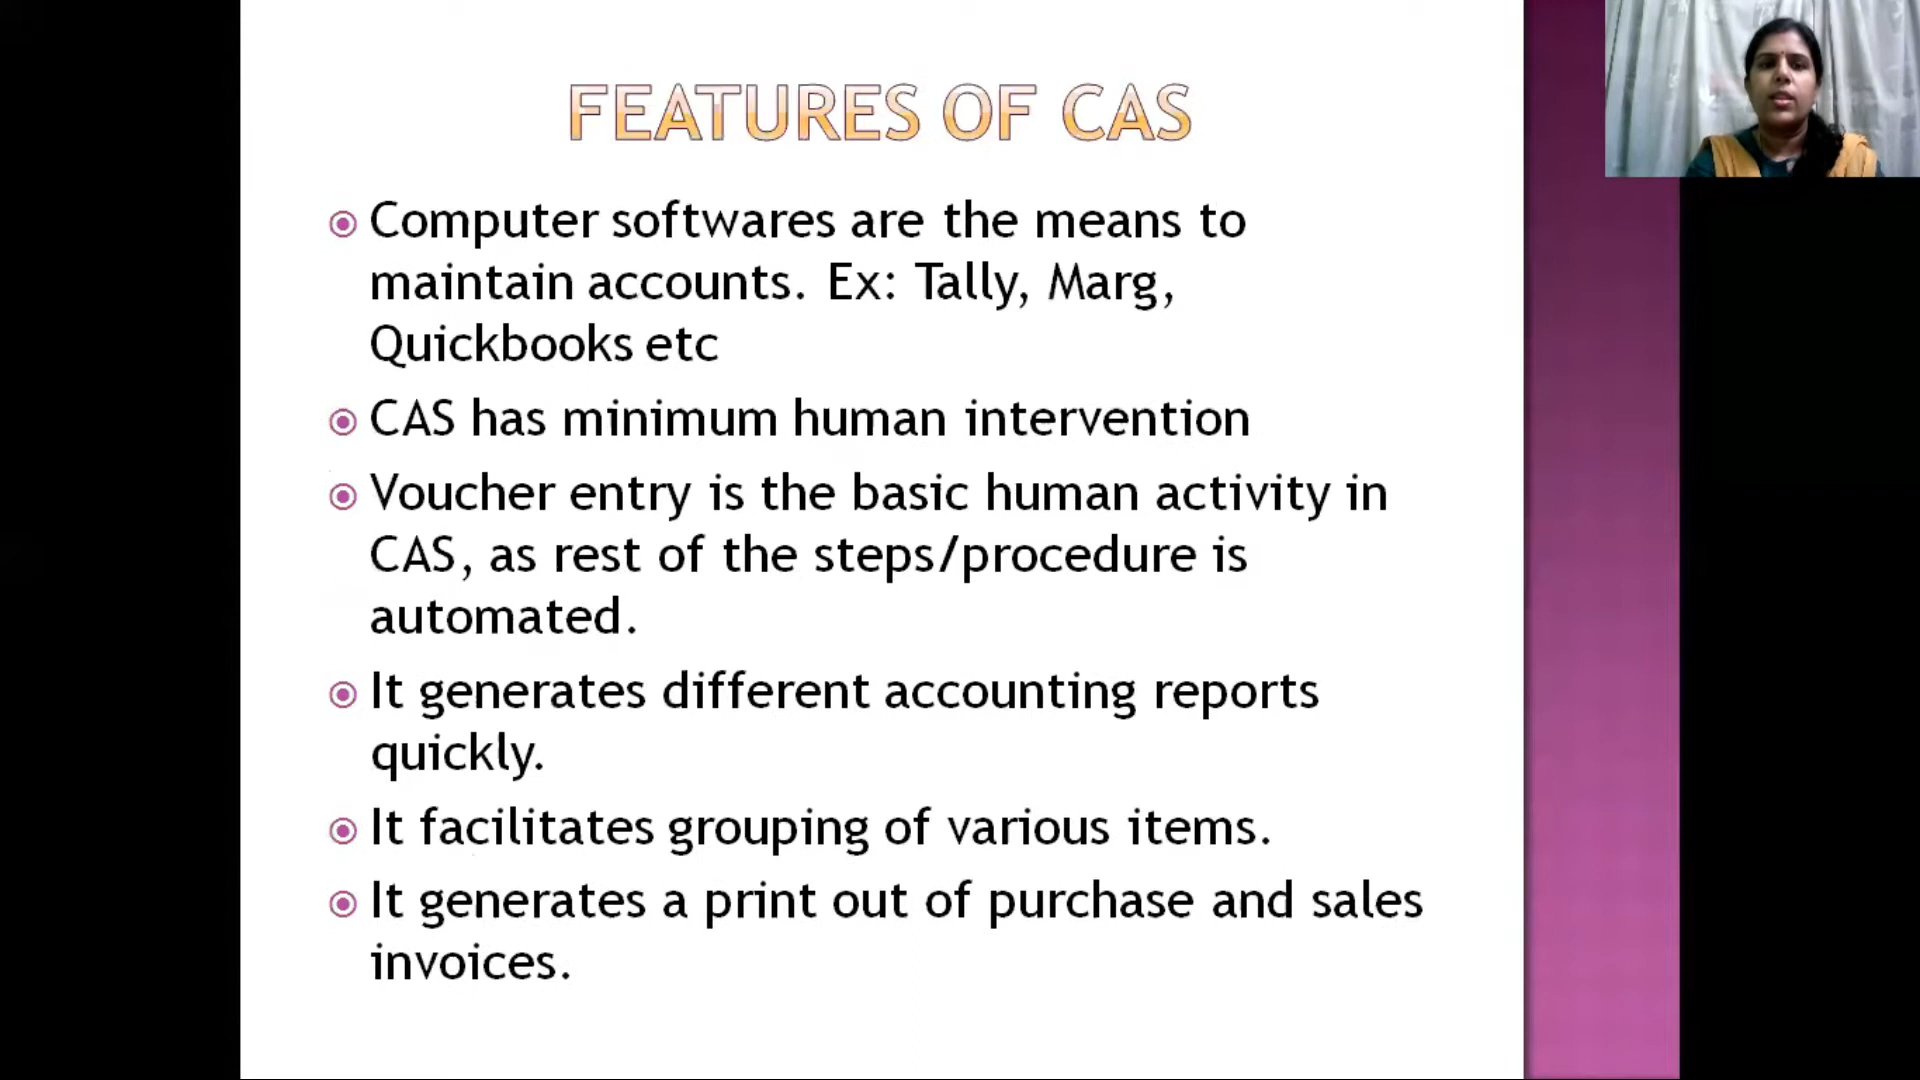 FEATURES OF CAS
Computer softwares are the means to
maintain accounts. Ex: Tally, Marg,
Quickbooks etc
CAS has minimum human intervention
Voucher entry is the basic human activity in
CAS, as rest of the steps/procedure is
automated.
It generates different accounting reports
quickly.
It facilitates grouping of various items.
It generates a print out of purchase and sales
invoices.